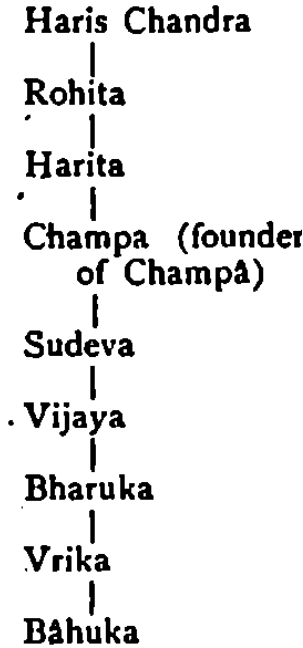 Haris Chandra
Rohita
Harita
Champa (founder
of Champâ)
Sudeva
Vijaya
Bharuka
Vrika
Bâhuka